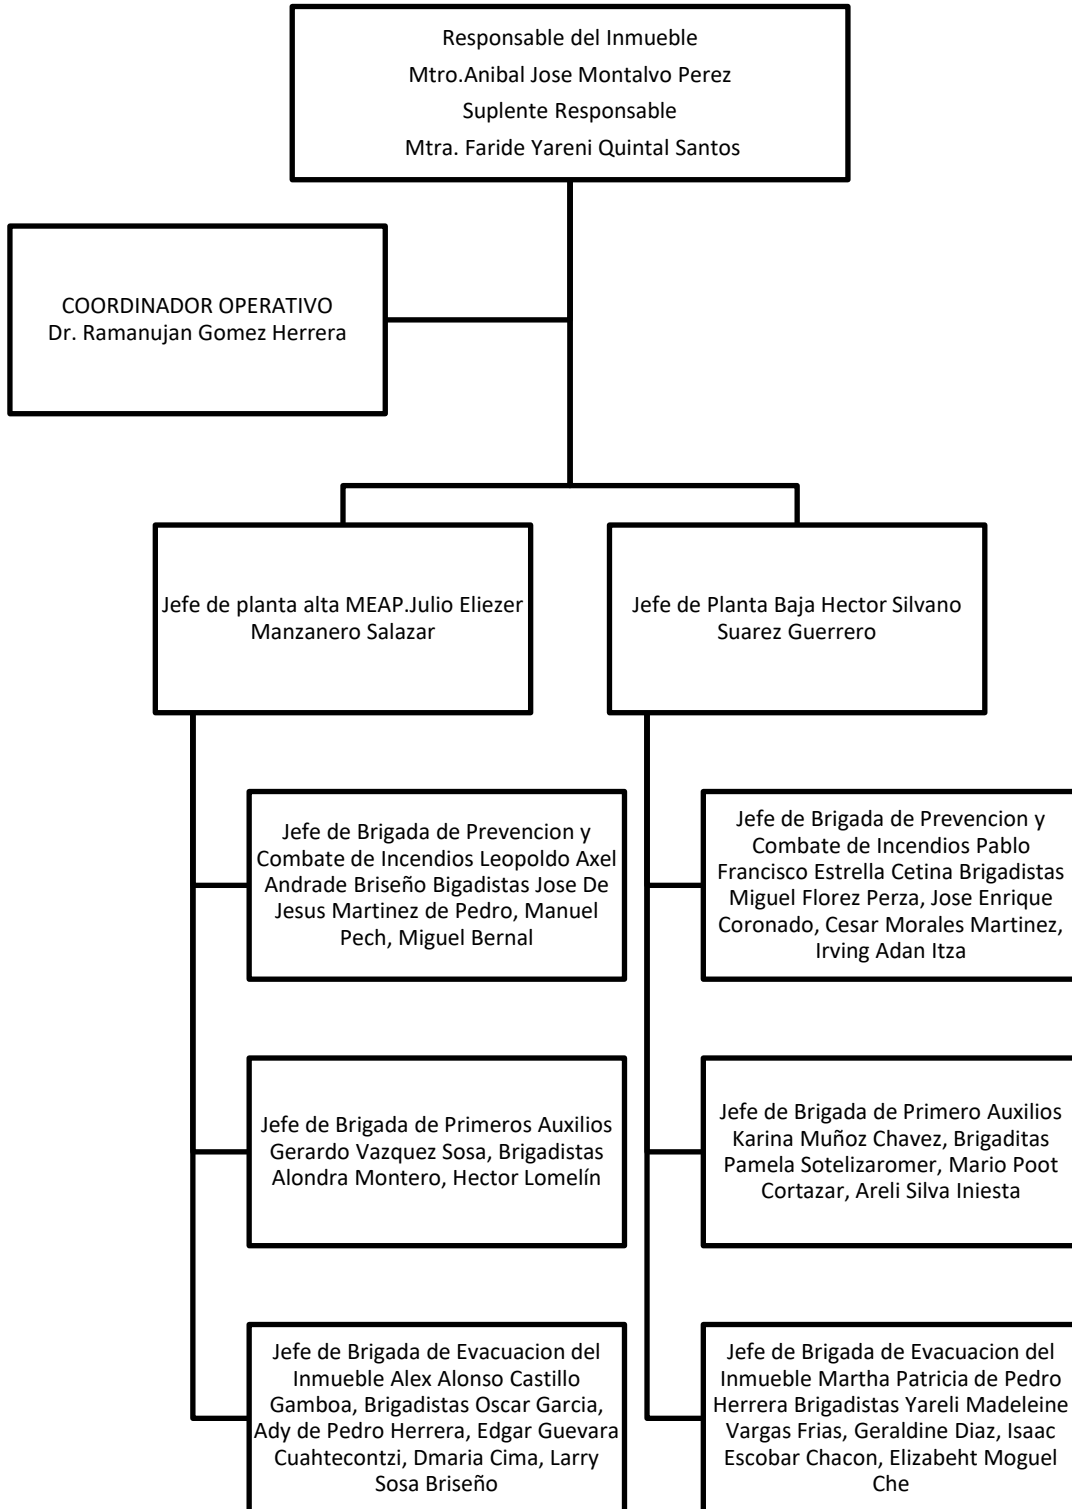 Responsable del Inmueble
Mtro.Anibal Jose Montalvo Perez
Suplente Responsable
Mtra. Faride Yareni Quintal Santos
COORDINADOR OPERATIVO
Dr. Ramanujan Gomez Herrera
Jefe de planta alta MEAP.Julio Eliezer
Manzanero Salazar
Jefe de Planta Baja Hector Silvano
Suarez Guerrero
Jefe de Brigada de Prevencion y
Combate de Incendios Leopoldo Axel
Andrade Briseño Bigadistas Jose De
Jesus Martinez de Pedro, Manuel
Pech, Miguel Bernal
Jefe de Brigada de Prevencion y
Combate de Incendios Pablo
Francisco Estrella Cetina Brigadistas
Miguel Florez Perza, Jose Enrique
Coronado, Cesar Morales Martinez,
Irving Adan Itza
Jefe de Brigada de Primeros Auxilios
Gerardo Vazquez Sosa, Brigadistas
Alondra Montero, Hector Lomelín
Jefe de Brigada de Primero Auxilios
Karina Muñoz Chavez, Brigaditas
Pamela Sotelizaromer, Mario Poot
Cortazar, Areli Silva Iniesta
Jefe de Brigada de Evacuacion del
Inmueble Alex Alonso Castillo
Gamboa, Brigadistas Oscar Garcia,
Ady de Pedro Herrera, Edgar Guevara
Cuahtecontzi, Dmaria Cima, Larry
Sosa Briseño
Jefe de Brigada de Evacuacion del
Inmueble Martha Patricia de Pedro
Herrera Brigadistas Yareli Madeleine
Vargas Frias, Geraldine Diaz, Isaac
Escobar Chacon, Elizabeht Moguel
Che